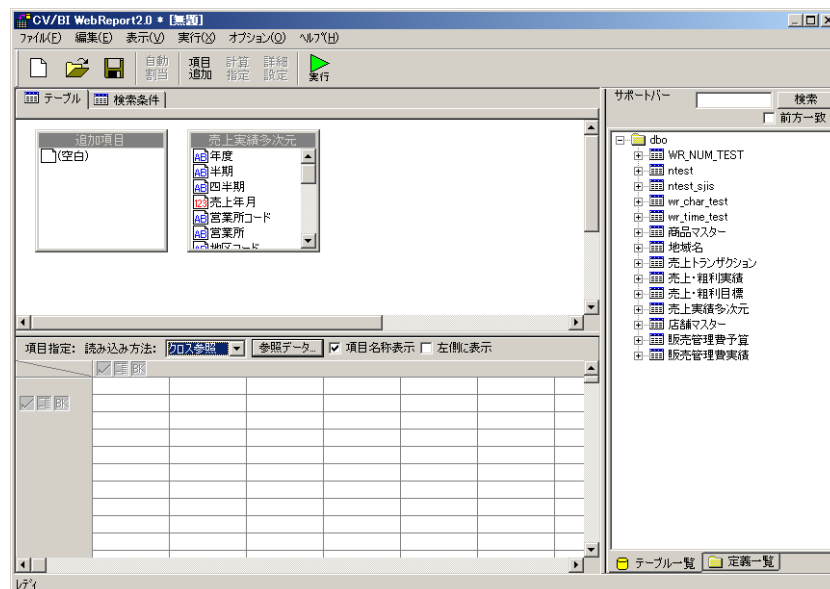 CV/BI WebReport2.0 * [無題]
ファイル(F) 編集(E) 表示(V) 実行(X) オプション(O) ヘルプ(H)
自動割当 項目追加 計算指定 詳細設定 実行
テーブル 検索条件
追加項目
(空白)
売上実績多次元
年度
半期
四半期
売上年月
営業所コード
営業所
地区コード
項目指定: 読み込み方法: クロス参照 参照データ... 項目名称表示 左側に表示
BK
BK
レディ
サポートバー 検索
前方一致
dbo
WR_NUM_TEST
ntest
ntest_sjis
wr_char_test
wr_time_test
商品マスター
地域名
売上トランザクション
売上・粗利実績
売上・粗利目標
売上実績多次元
店舗マスター
販売管理費予算
販売管理費実績
テーブル一覧 定義一覧